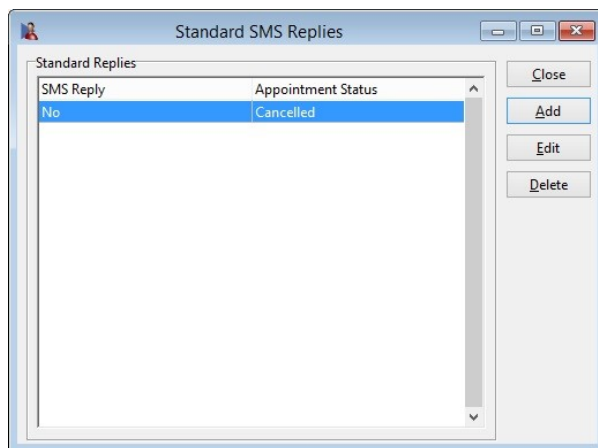 Standard SMS Replies
Standard Replies
SMS Reply Appointment Status
No Cancelled
Close
Add
Edit
Delete